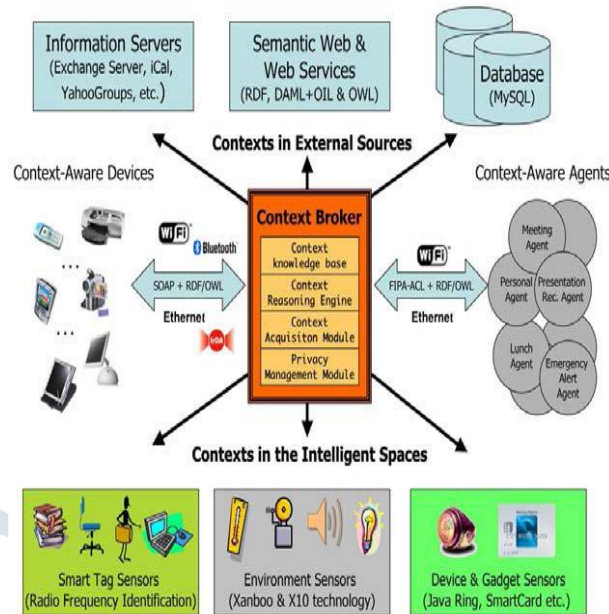 Information Servers
(Exchange Server, iCal,
YahooGroups, etc.)
Semantic Web &
Web Services
(RDF, DAML+OIL & OWL)
Database
(MySQL)
Contexts in External Sources
Context-Aware Devices
Context-Aware Agents
Context Broker
Context
knowledge base
Context
Reasoning Engine
Context
Acquisiton Module
Privacy
Management Module
WiFi
Bluetooth
SOAP + RDF/OWL
Ethernet
IrDA
WiFi
FIPA-ACL + RDF/OWL
Ethernet
Meeting
Agent
Personal
Agent
Presentation
Rec. Agent
Lunch
Agent
Emergency
Alert
Agent
Contexts in the Intelligent Spaces
Smart Tag Sensors
(Radio Frequency Identification)
Environment Sensors
(Xanboo & X10 technology)
Device & Gadget Sensors
(Java Ring, SmartCard etc.)